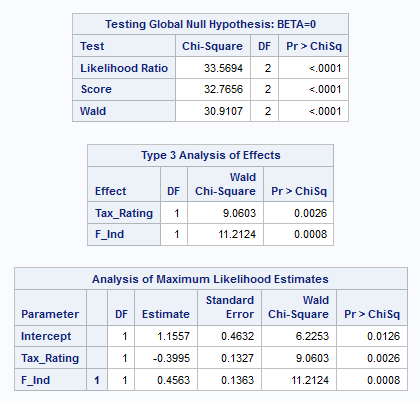 Testing Global Null Hypothesis: BETA=0
Test Chi-Square DF Pr > ChiSq
Likelihood Ratio 33.5694 2 <.0001
Score 32.7656 2 <.0001
Wald 30.9107 2 <.0001
Type 3 Analysis of Effects
Wald
Effect DF Chi-Square Pr > ChiSq
Tax_Rating 1 9.0603 0.0026
F_Ind 1 11.2124 0.0008
Analysis of Maximum Likelihood Estimates
Standard Wald
Parameter DF Estimate Error Chi-Square Pr > ChiSq
Intercept 1 1.1557 0.4632 6.2253 0.0126
Tax_Rating 1 -0.3995 0.1327 9.0603 0.0026
F_Ind 1 1 0.4563 0.1363 11.2124 0.0008